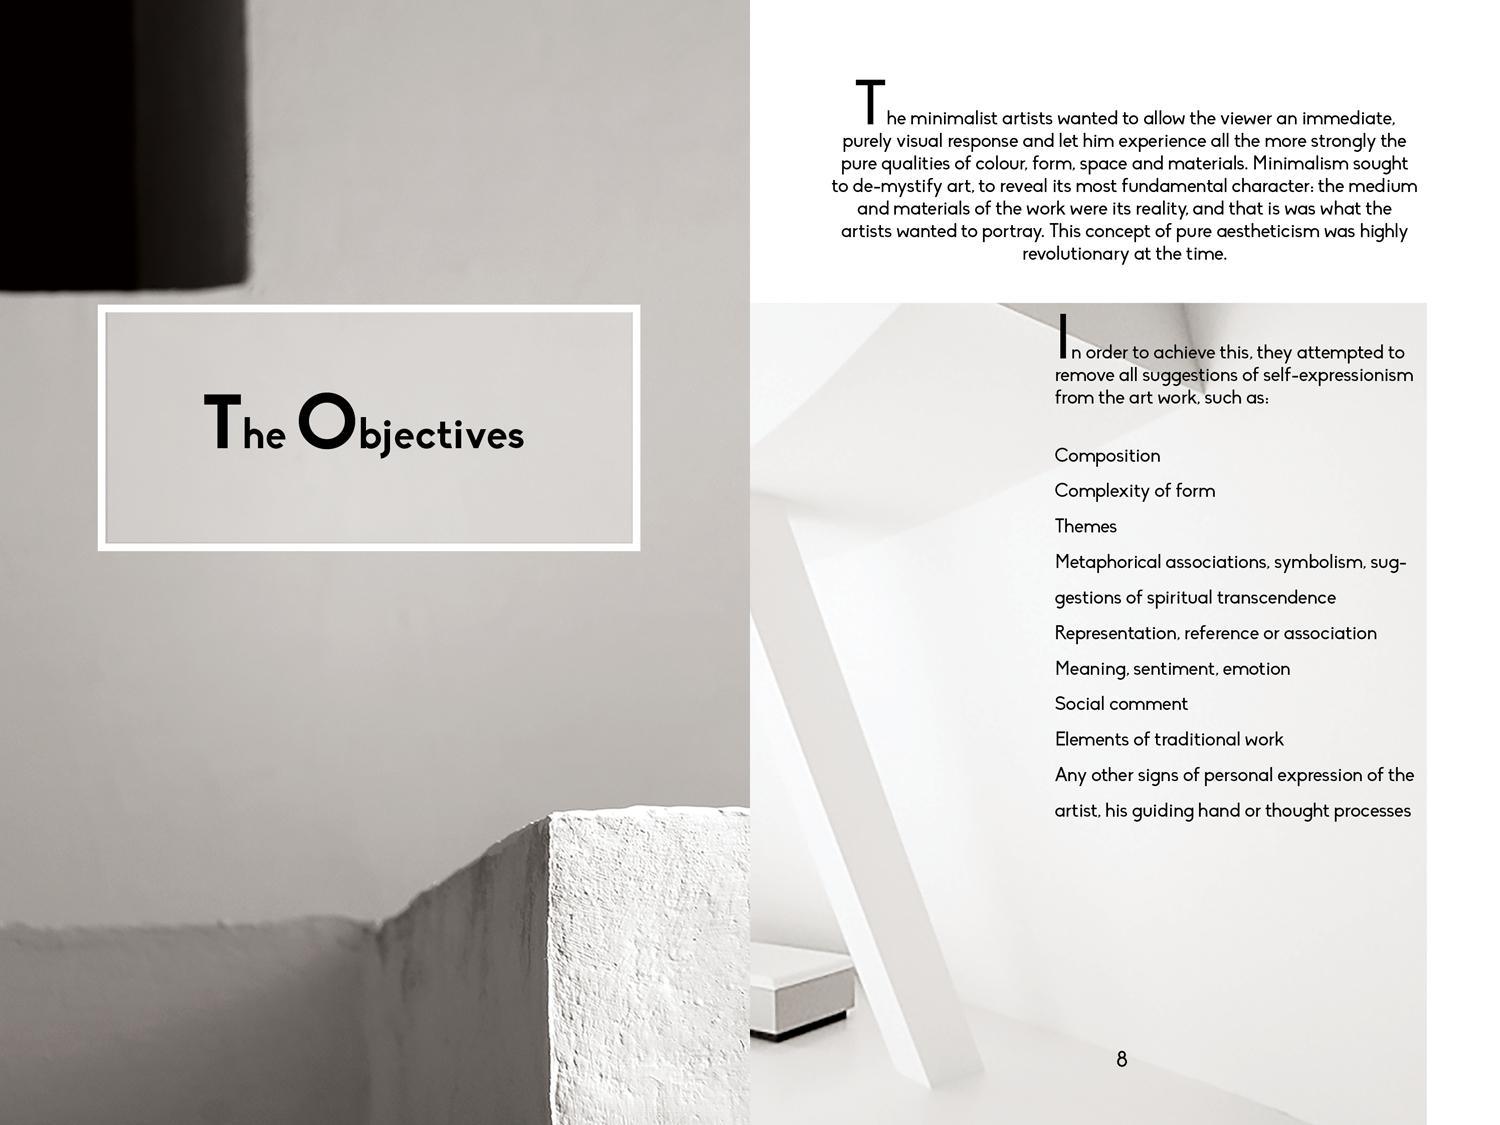 The Objectives
The minimalist artists wanted to allow the viewer an immediate,
purely visual response and let him experience all the more strongly the
pure qualities of colour, form, space and materials. Minimalism sought
to de-mystify art, to reveal its most fundamental character: the medium
and materials of the work were its reality, and that is was what the
artists wanted to portray. This concept of pure aestheticism was highly
revolutionary at the time.
In order to achieve this, they attempted to
remove all suggestions of self-expressionism
from the art work, such as:
Composition
Complexity of form
Themes
Metaphorical associations, symbolism, sug-
gestions of spiritual transcendence
Representation, reference or association
Meaning, sentiment, emotion
Social comment
Elements of traditional work
Any other signs of personal expression of the
artist, his guiding hand or thought processes
8